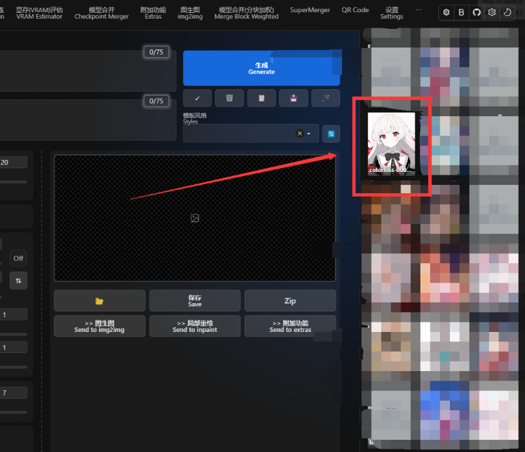 显存(VRAM)评估
VRAM Estimator
模型合并
Checkpoint Merger
附加功能
Extras
图生图
img2img
模型合并(分块加权)
Merge Block Weighted
SuperMerger
QR Code
设置
Settings
...
B
0/75
生成
Generate
0/75
模板风格
Styles
20
Off
1
1
7
保存
Save
Zip
>> 图生图
Send to img2img
>> 局部重绘
Send to inpaint
>> 附加功能
Send to extras